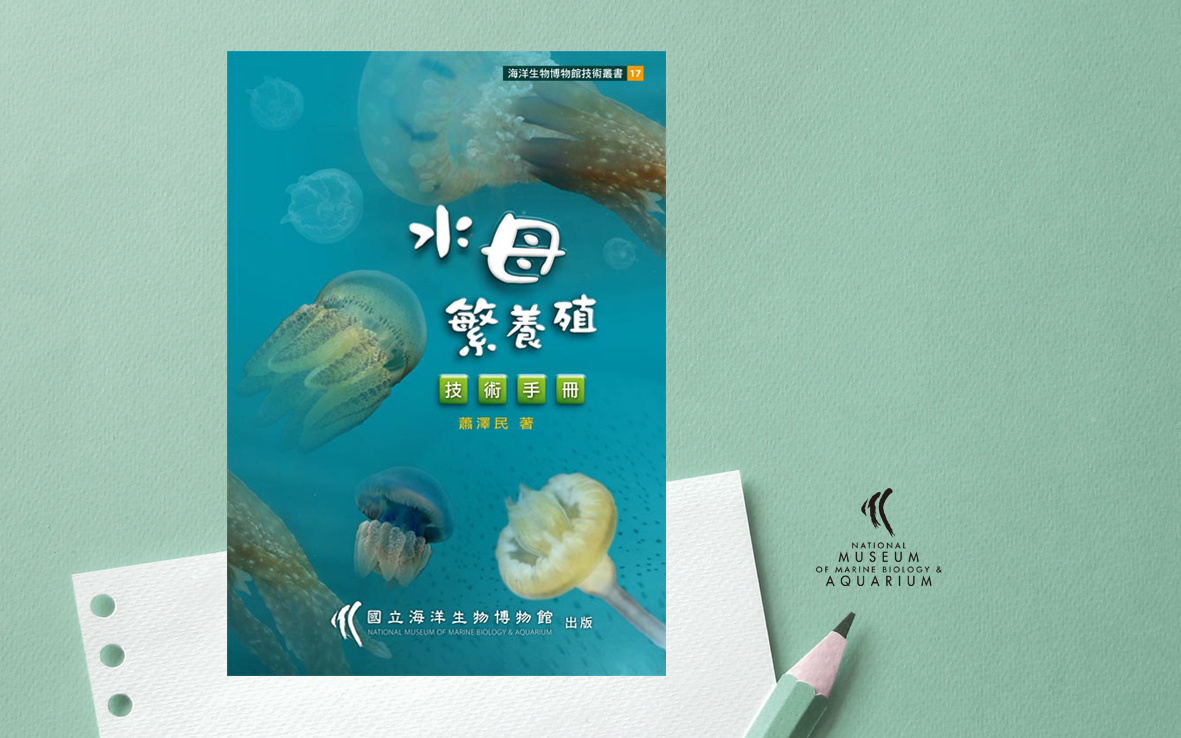 海洋生物博物館技術叢書 17
水母
繁養殖
技術手冊
蕭澤民 著
國立海洋生物博物館 出版
NATIONAL MUSEUM OF MARINE BIOLOGY & AQUARIUM
NATIONAL
MUSEUM
OF MARINE BIOLOGY &
AQUARIUM